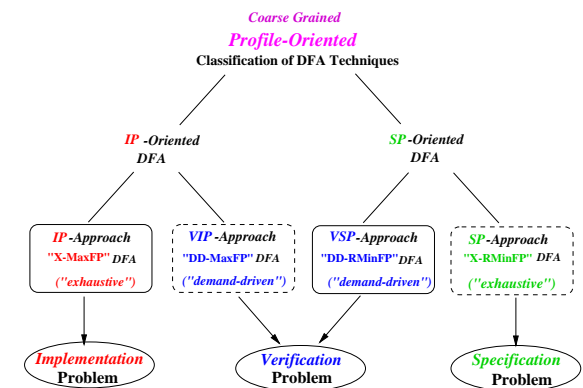 Coarse Grained
Profile-Oriented
Classification of DFA Techniques
IP -Oriented
DFA
SP -Oriented
DFA
IP -Approach
"X-MaxFP" DFA
("exhaustive")
VIP -Approach
"DD-MaxFP" DFA
("demand-driven")
VSP -Approach
"DD-RMinFP" DFA
("demand-driven")
SP -Approach
"X-RMinFP" DFA
("exhaustive")
Implementation
Problem
Verification
Problem
Specification
Problem